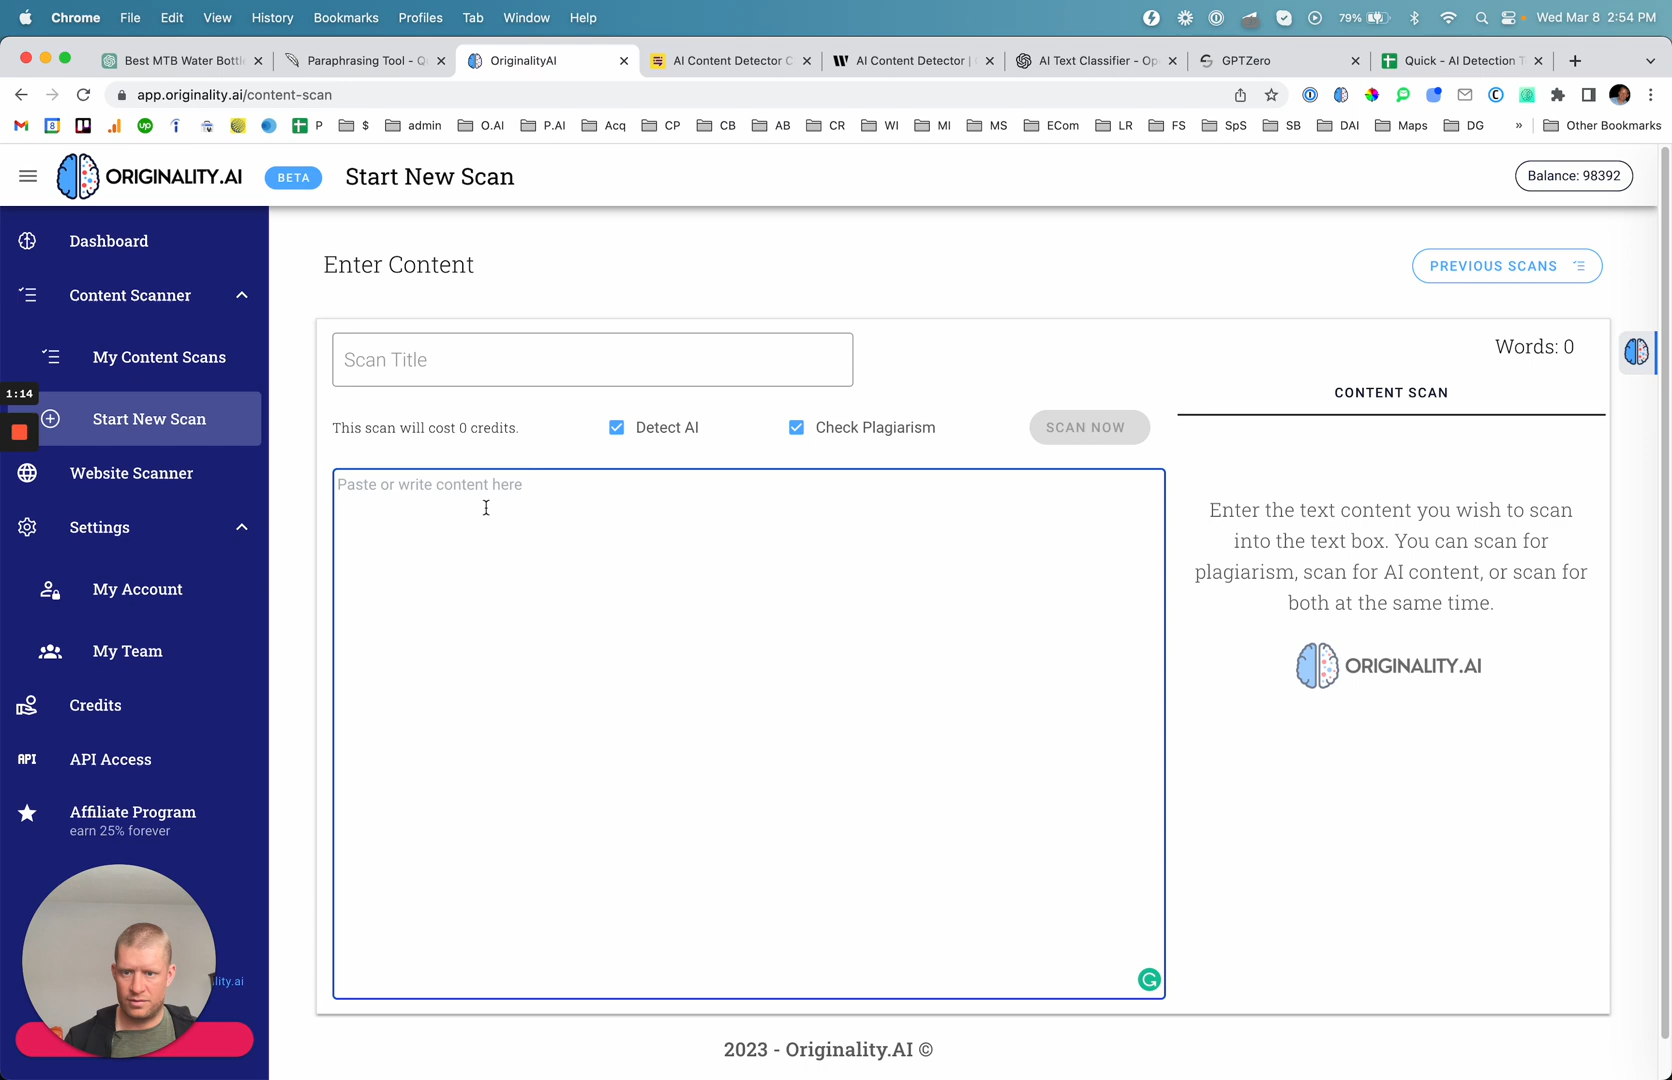 Chrome File Edit View History Bookmarks Profiles Tab Window Help 79% Wed Mar 8 2:54 PM
Best MTB Water Bottl
Paraphrasing Tool - Q
OriginalityAI
AI Content Detector C
AI Content Detector |
AI Text Classifier - Op
GPTZero
Quick - AI Detection T
app.originality.ai/content-scan
P $ admin O.AI P.AI Acq CP CB AB CR WI MI MS ECom LR FS SpS SB DAI Maps DG » Other Bookmarks
ORIGINALITY.AI BETA Start New Scan Balance: 98392
Dashboard
Content Scanner
My Content Scans
1:14
Start New Scan
Website Scanner
Settings
My Account
My Team
Credits
API API Access
Affiliate Program
earn 25% forever
lity.ai
Enter Content
PREVIOUS SCANS
Scan Title
Words: 0
CONTENT SCAN
This scan will cost 0 credits. Detect AI Check Plagiarism SCAN NOW
Paste or write content here
Enter the text content you wish to scan
into the text box. You can scan for
plagiarism, scan for AI content, or scan for
both at the same time.
ORIGINALITY.AI
2023 - Originality.AI ©